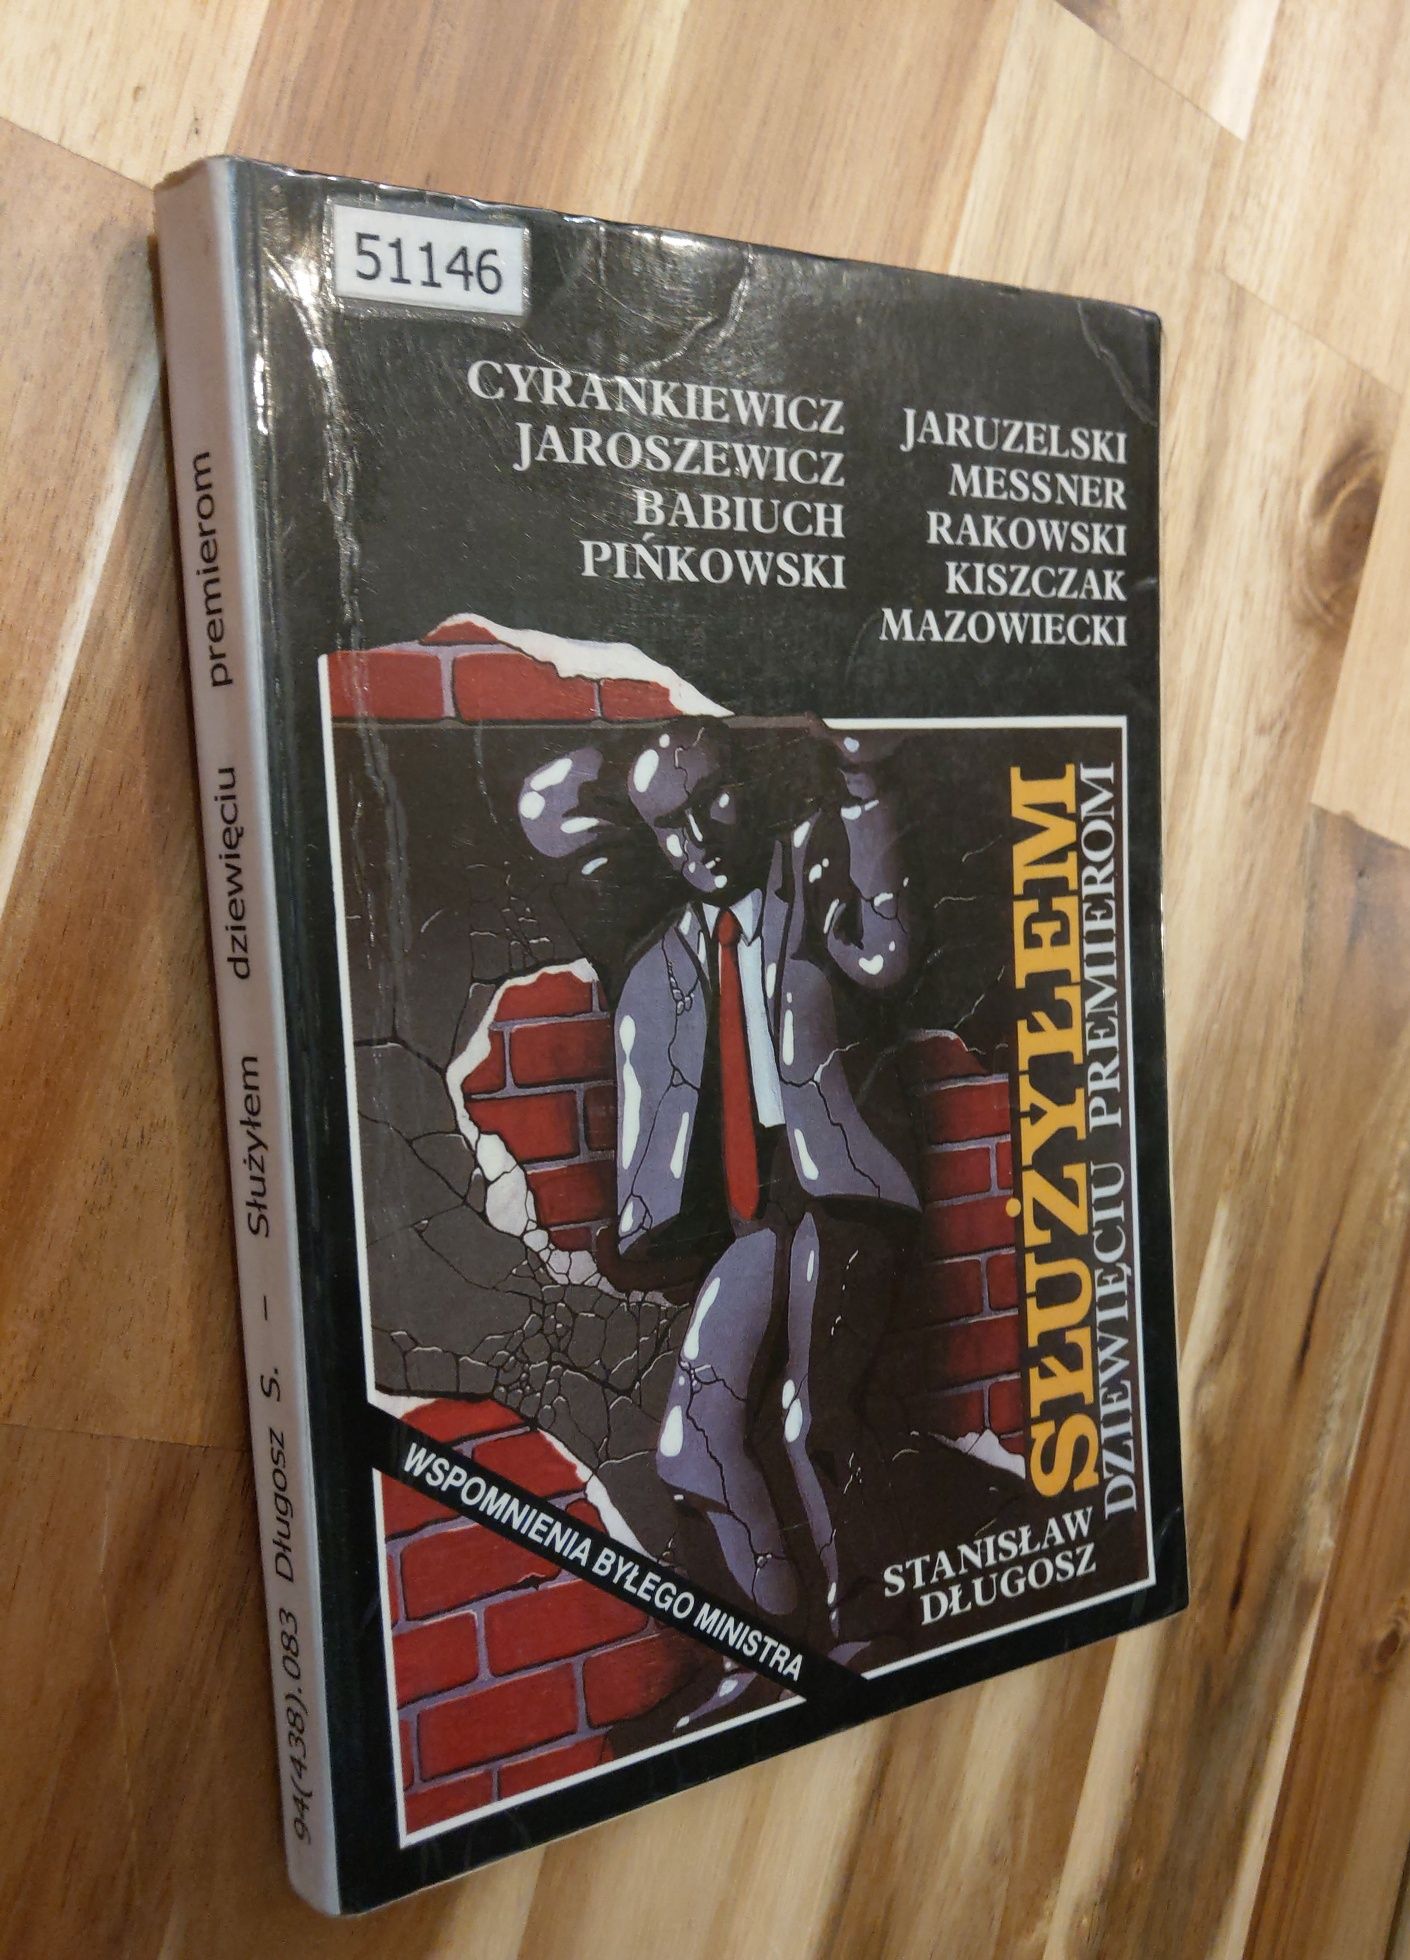 51146
CYRANKIEWICZ
JAROSZEWICZ
BABIUCH
PIŃKOWSKI
JARUZELSKI
MESSNER
RAKOWSKI
KISZCZAK
MAZOWIECKI
SŁUŻYŁEM
DZIEWIĘCIU PREMIEROM
STANISŁAW
DŁUGOSZ
WSPOMNIENIA BYŁEGO MINISTRA
94(438).083 Długosz S. – Służyłem dziewięciu premierom